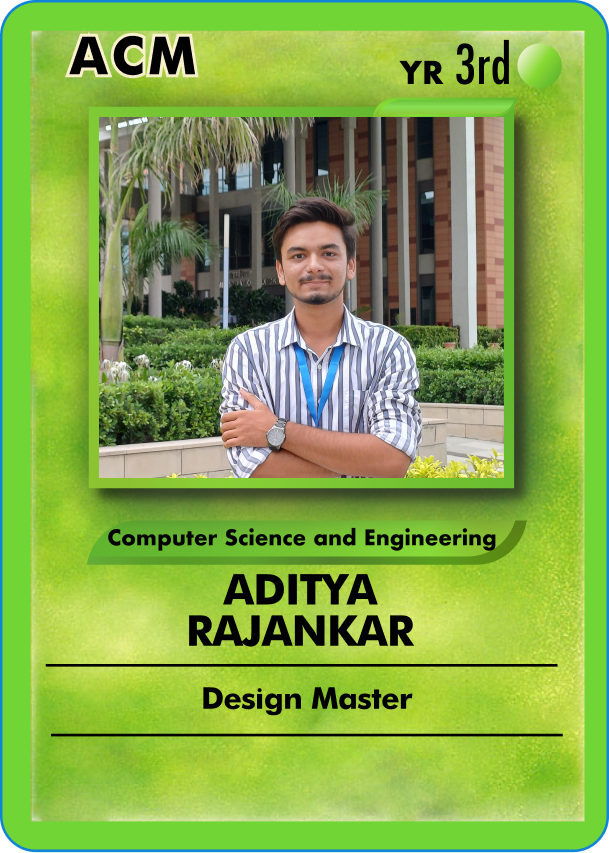 ACM
YR 3rd
Computer Science and Engineering
ADITYA
RAJANKAR
Design Master